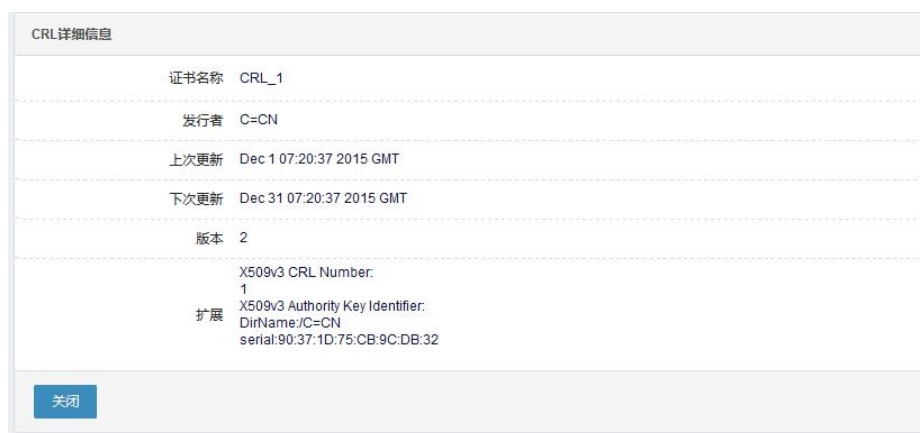 CRL详细信息
证书名称 CRL_1
发行者 C=CN
上次更新 Dec 1 07:20:37 2015 GMT
下次更新 Dec 31 07:20:37 2015 GMT
版本 2
扩展 X509v3 CRL Number:
1
X509v3 Authority Key Identifier:
DirName:/C=CN
serial:90:37:1D:75:CB:9C:DB:32
关闭